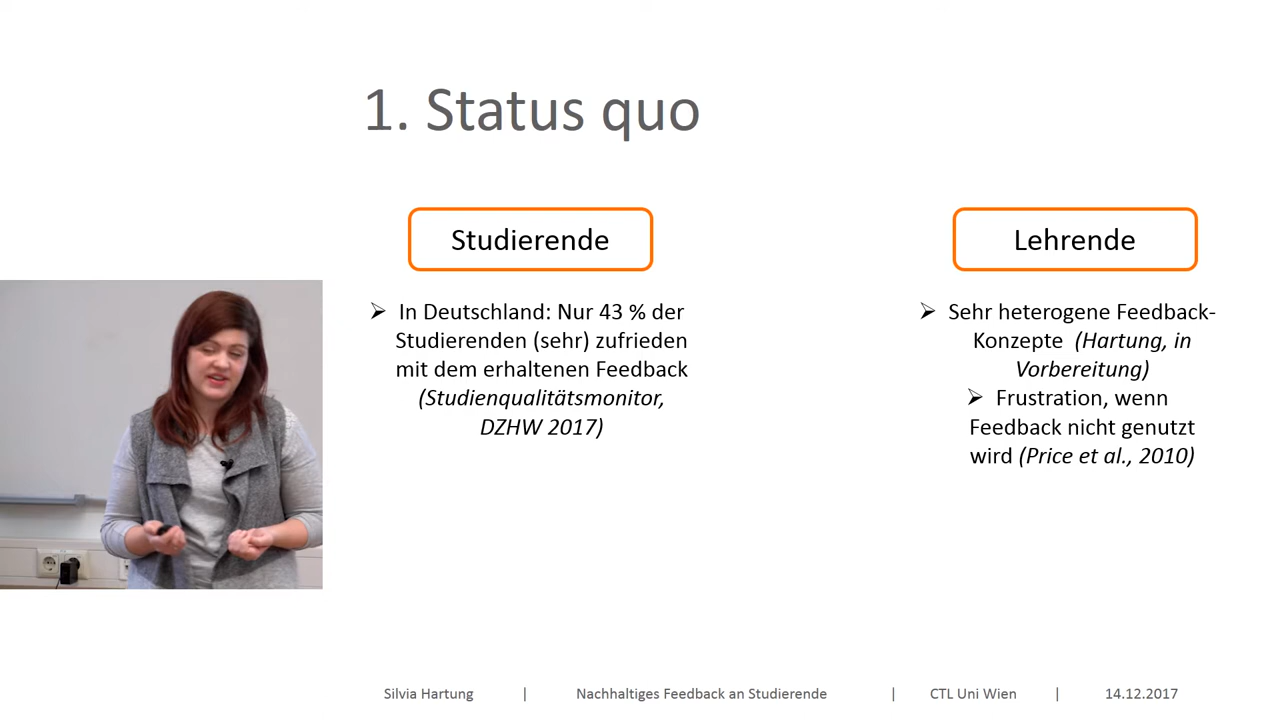 1. Status quo
Studierende
➢ In Deutschland: Nur 43 % der
Studierenden (sehr) zufrieden
mit dem erhaltenen Feedback
(Studienqualitätsmonitor,
DZHW 2017)
Lehrende
➢ Sehr heterogene Feedback-
Konzepte (Hartung, in
Vorbereitung)
➢ Frustration, wenn
Feedback nicht genutzt
wird (Price et al., 2010)
Silvia Hartung | Nachhaltiges Feedback an Studierende | CTL Uni Wien | 14.12.2017